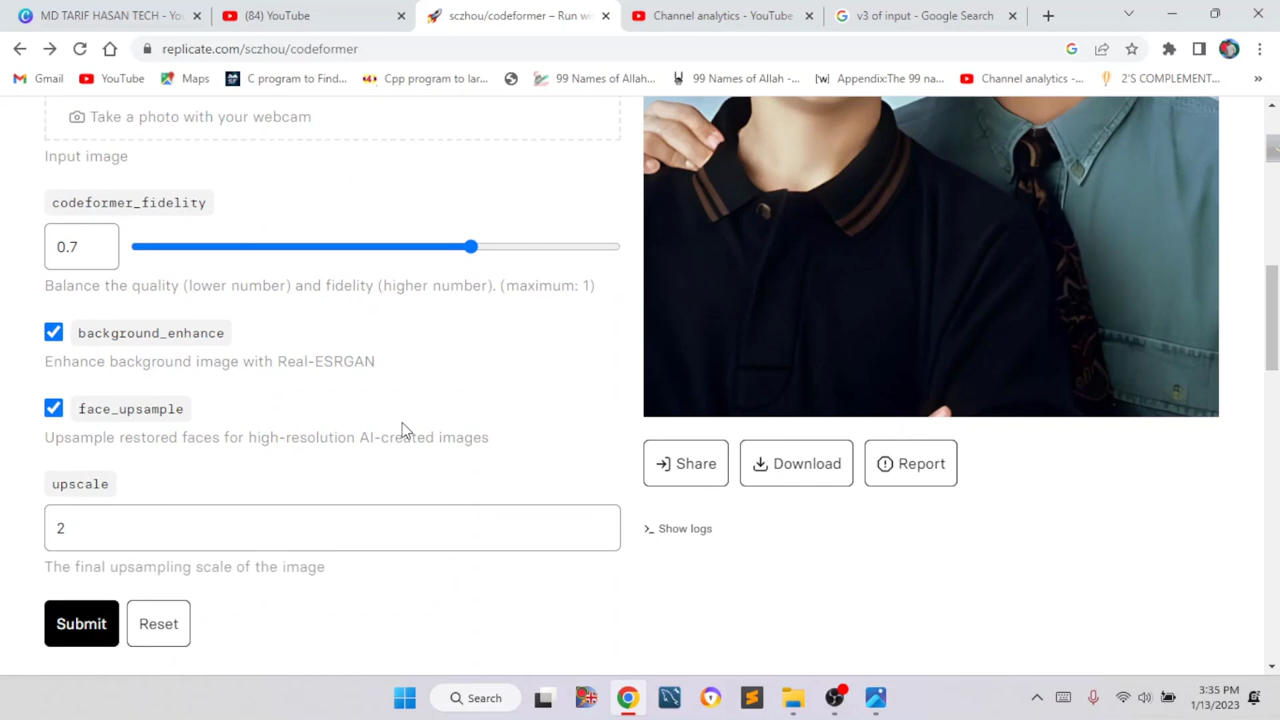 MD TARIF HASAN TECH - You
(84) YouTube
sczhou/codeformer – Run wi
Channel analytics - YouTube
v3 of input - Google Search
replicate.com/sczhou/codeformer
Gmail
YouTube
Maps
C program to Find...
Cpp program to lar...
99 Names of Allah...
99 Names of Allah -...
Appendix:The 99 na...
Channel analytics -...
2'S COMPLEMENT...
Take a photo with your webcam
Input image
codeformer_fidelity
0.7
Balance the quality (lower number) and fidelity (higher number). (maximum: 1)
background_enhance
Enhance background image with Real-ESRGAN
face_upsample
Upsample restored faces for high-resolution AI-created images
upscale
2
The final upsampling scale of the image
Submit
Reset
Share
Download
Report
Show logs
Search
3:35 PM
1/13/2023